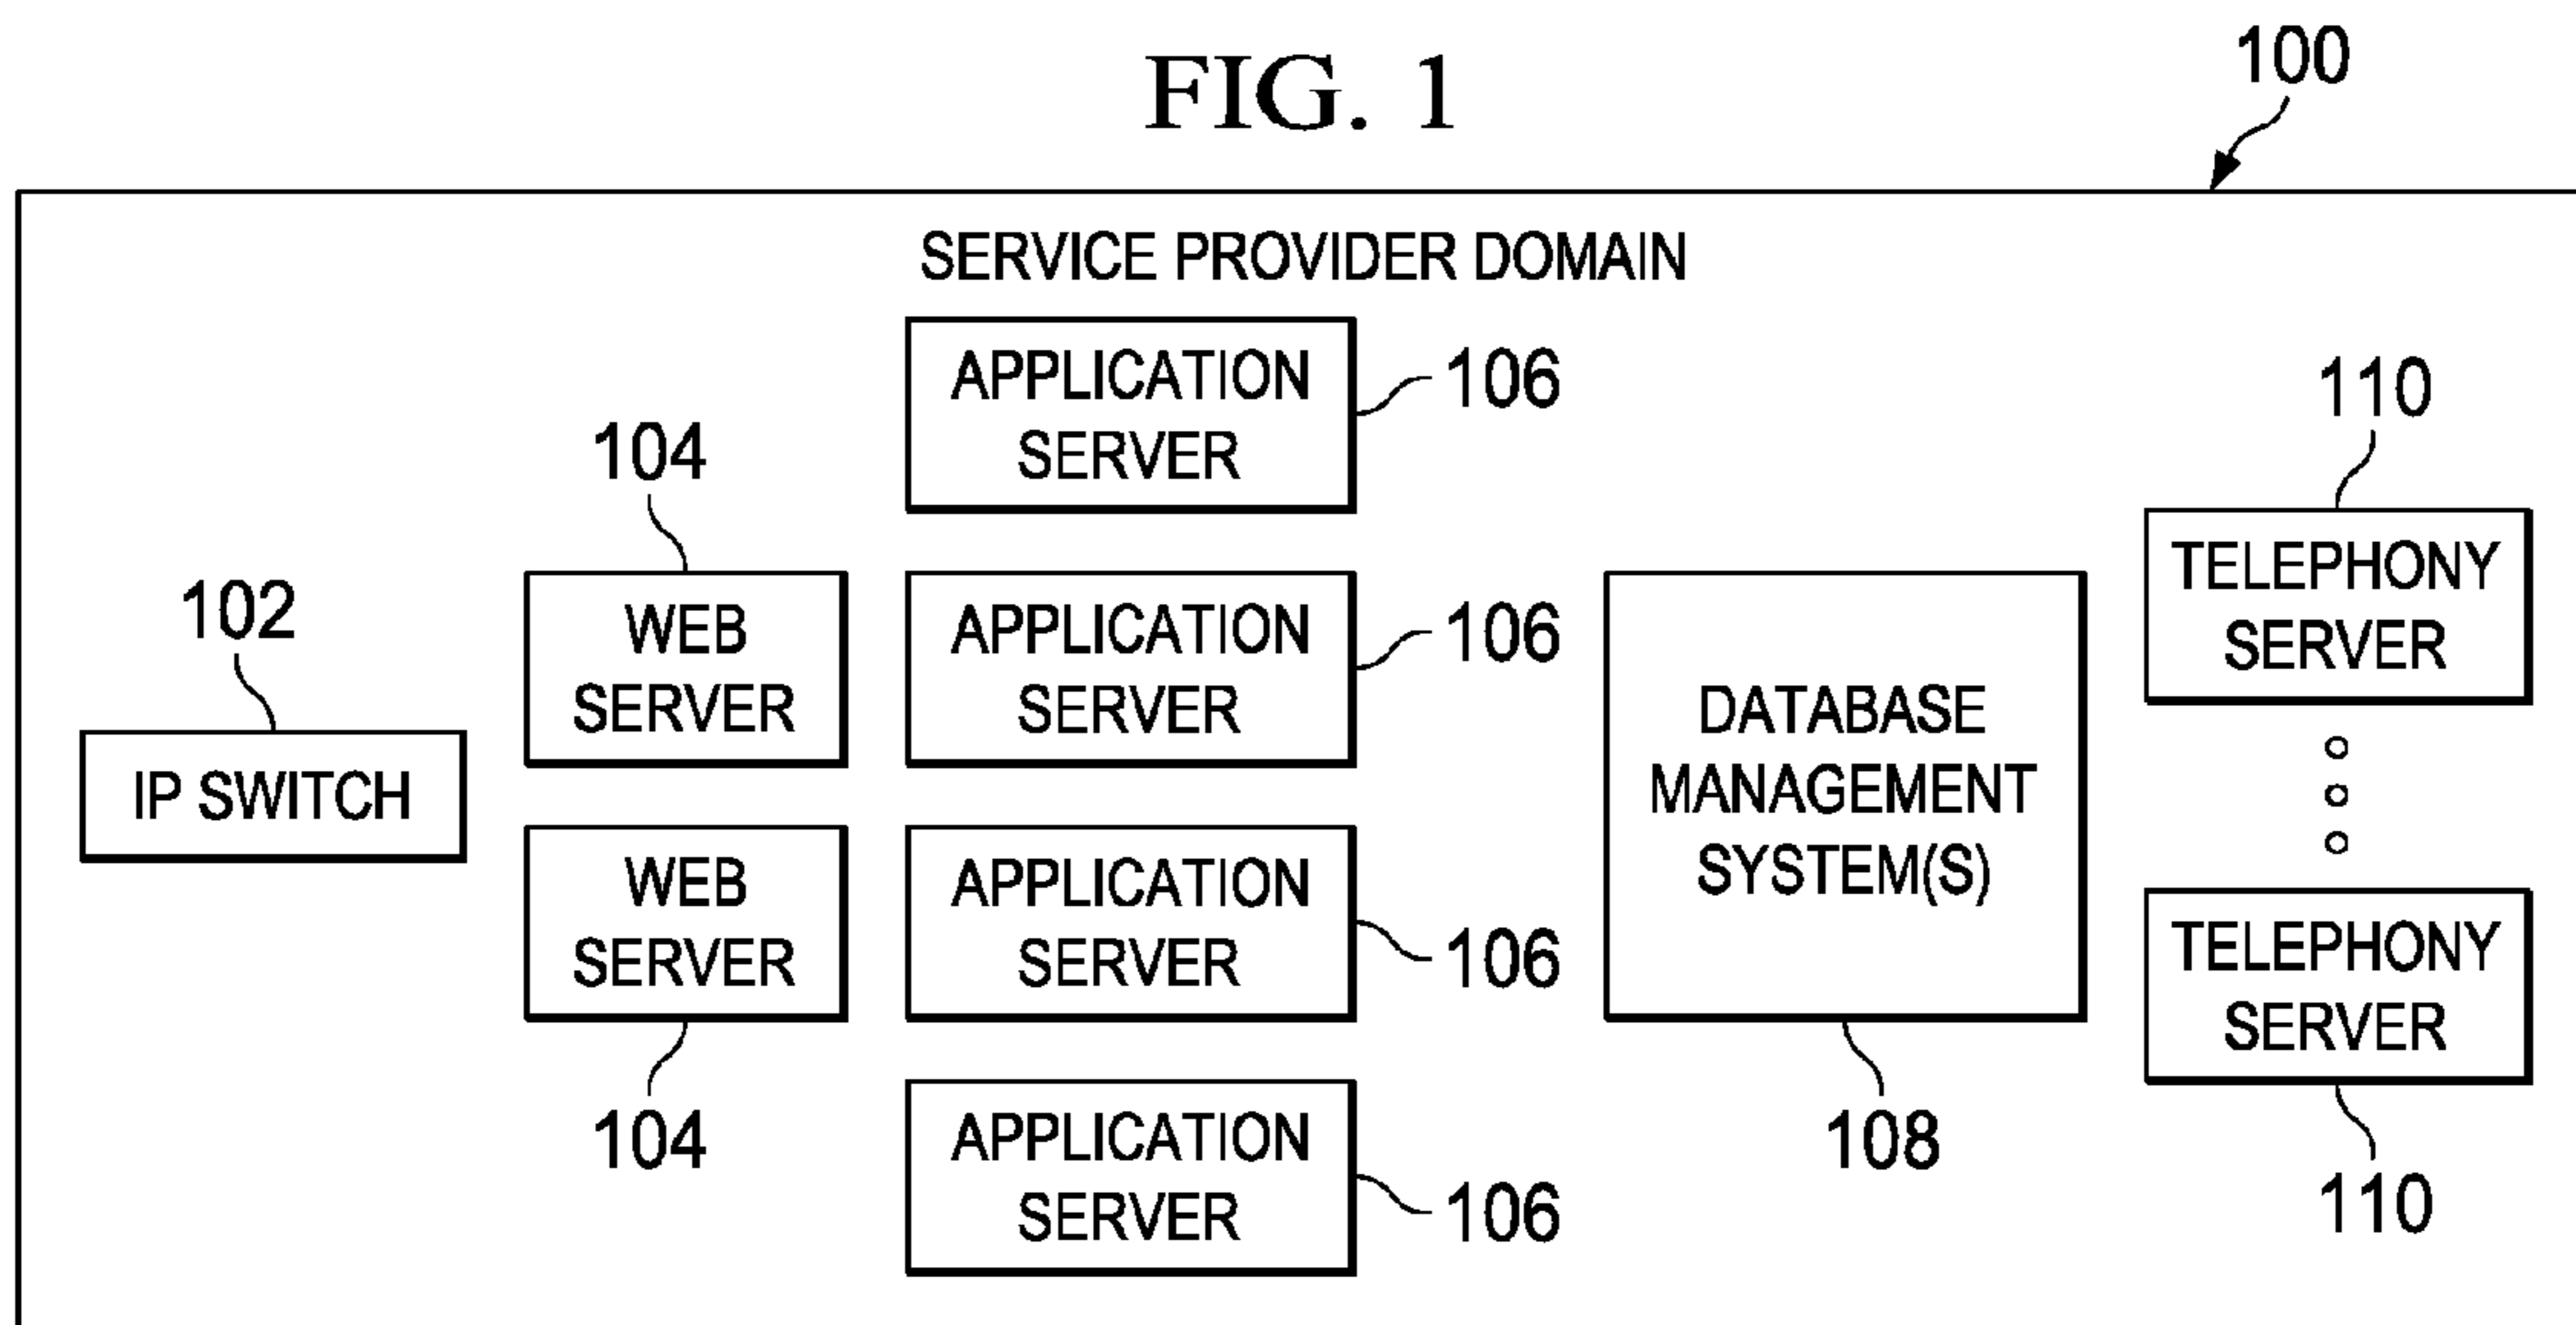 FIG. 1
100
SERVICE PROVIDER DOMAIN
102
IP SWITCH
104
WEB
SERVER
WEB
SERVER
104
APPLICATION
SERVER
106
APPLICATION
SERVER
106
APPLICATION
SERVER
106
APPLICATION
SERVER
106
DATABASE
MANAGEMENT
SYSTEM(S)
108
110
TELEPHONY
SERVER
TELEPHONY
SERVER
110